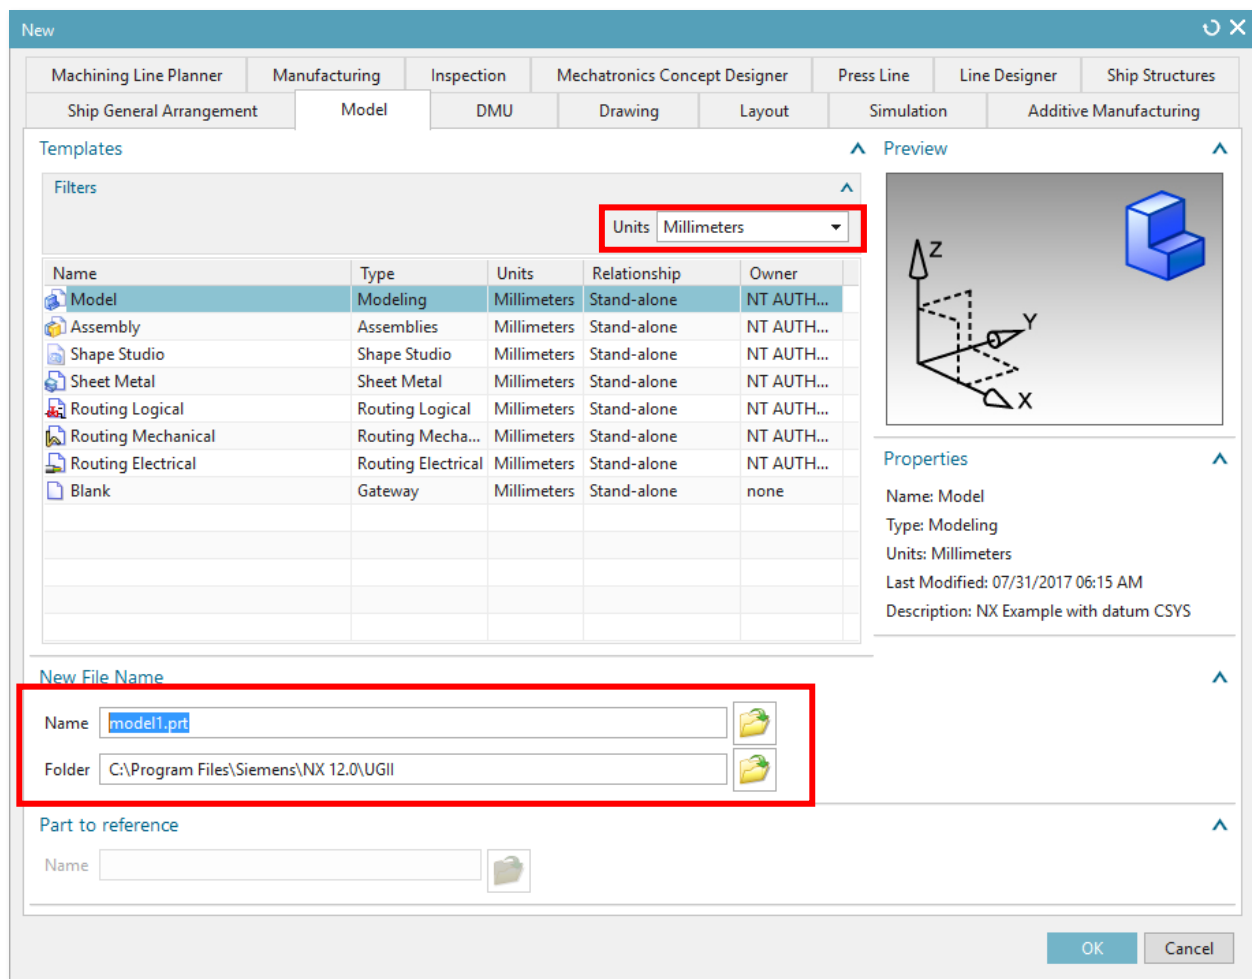 New
Machining Line Planner Manufacturing Inspection Mechatronics Concept Designer Press Line Line Designer Ship Structures
Ship General Arrangement Model DMU Drawing Layout Simulation Additive Manufacturing
Templates
Filters
Units Millimeters
Name Type Units Relationship Owner
Model Modeling Millimeters Stand-alone NT AUTH...
Assembly Assemblies Millimeters Stand-alone NT AUTH...
Shape Studio Shape Studio Millimeters Stand-alone NT AUTH...
Sheet Metal Sheet Metal Millimeters Stand-alone NT AUTH...
Routing Logical Routing Logical Millimeters Stand-alone NT AUTH...
Routing Mechanical Routing Mecha... Millimeters Stand-alone NT AUTH...
Routing Electrical Routing Electrical Millimeters Stand-alone NT AUTH...
Blank Gateway Millimeters Stand-alone none
Preview
Z
Y
X
Properties
Name: Model
Type: Modeling
Units: Millimeters
Last Modified: 07/31/2017 06:15 AM
Description: NX Example with datum CSYS
New File Name
Name model1.prt
Folder C:\Program Files\Siemens\NX 12.0\UGII
Part to reference
Name
OK Cancel